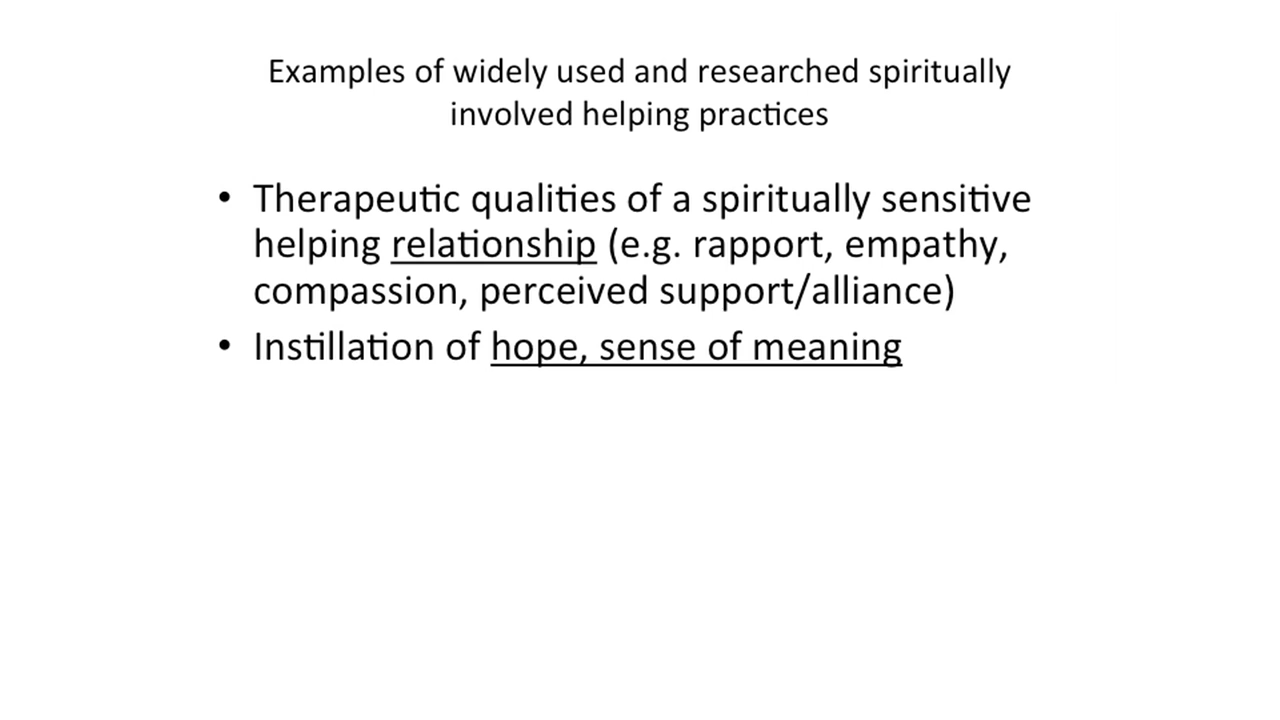 Examples of widely used and researched spiritually
involved helping practices
• Therapeutic qualities of a spiritually sensitive
helping relationship (e.g. rapport, empathy,
compassion, perceived support/alliance)
• Instillation of hope, sense of meaning